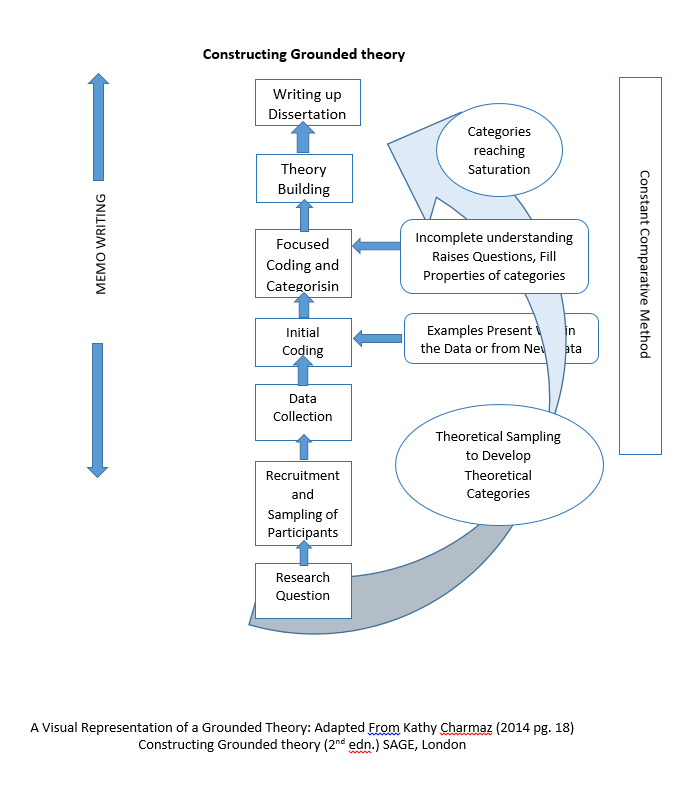 Constructing Grounded theory
Writing up
Dissertation
Theory
Building
Focused
Coding and
Categorisin
Initial
Coding
Data
Collection
Recruitment
and
Sampling of
Participants
Research
Question
MEMO WRITING
Categories
reaching
Saturation
Incomplete understanding
Raises Questions, Fill
Properties of categories
Examples Present in
the Data or from
Theoretical Sampling
to Develop
Theoretical
Categories
Constant Comparative Method
A Visual Representation of a Grounded Theory: Adapted From Kathy Charmaz (2014 pg. 18)
Constructing Grounded theory (2nd edn.) SAGE, London